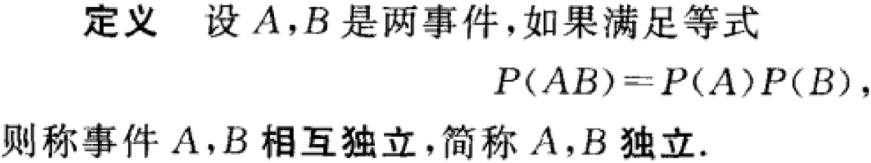 定义 设 A,B 是两事件,如果满足等式
P(AB)=P(A)P(B),
则称事件 A,B 相互独立,简称 A,B 独立.